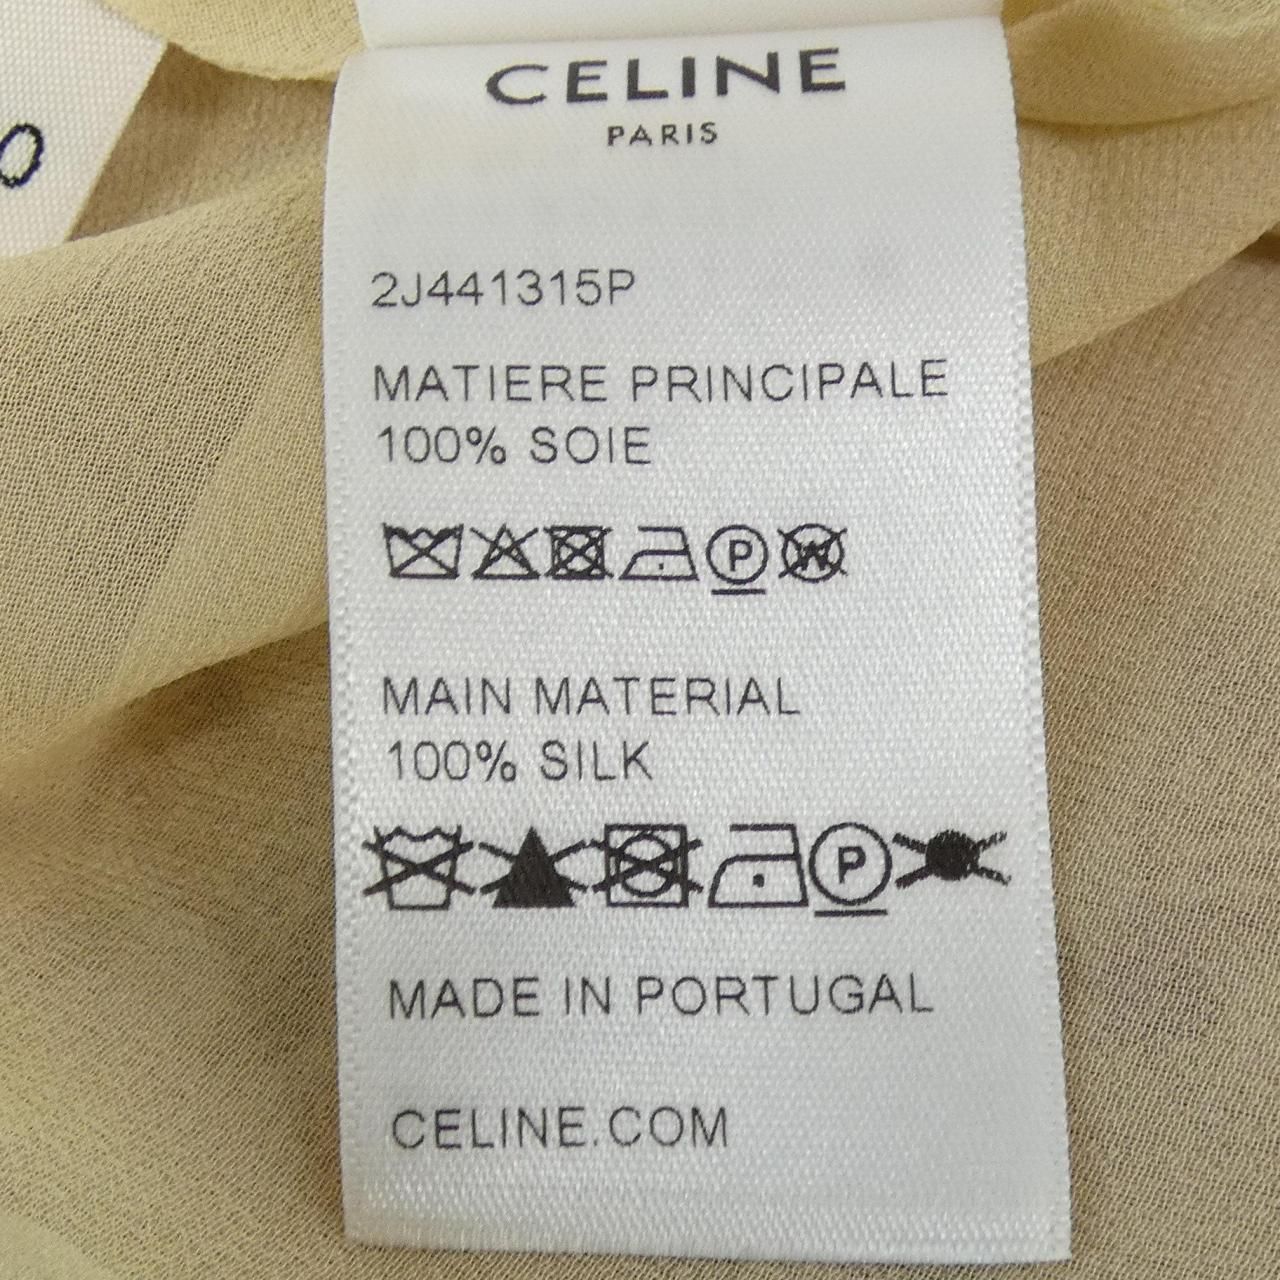 CELINE
PARIS
2J441315P
MATIERE PRINCIPALE
100% SOIE
P W
MAIN MATERIAL
100% SILK
P
MADE IN PORTUGAL
CELINE.COM